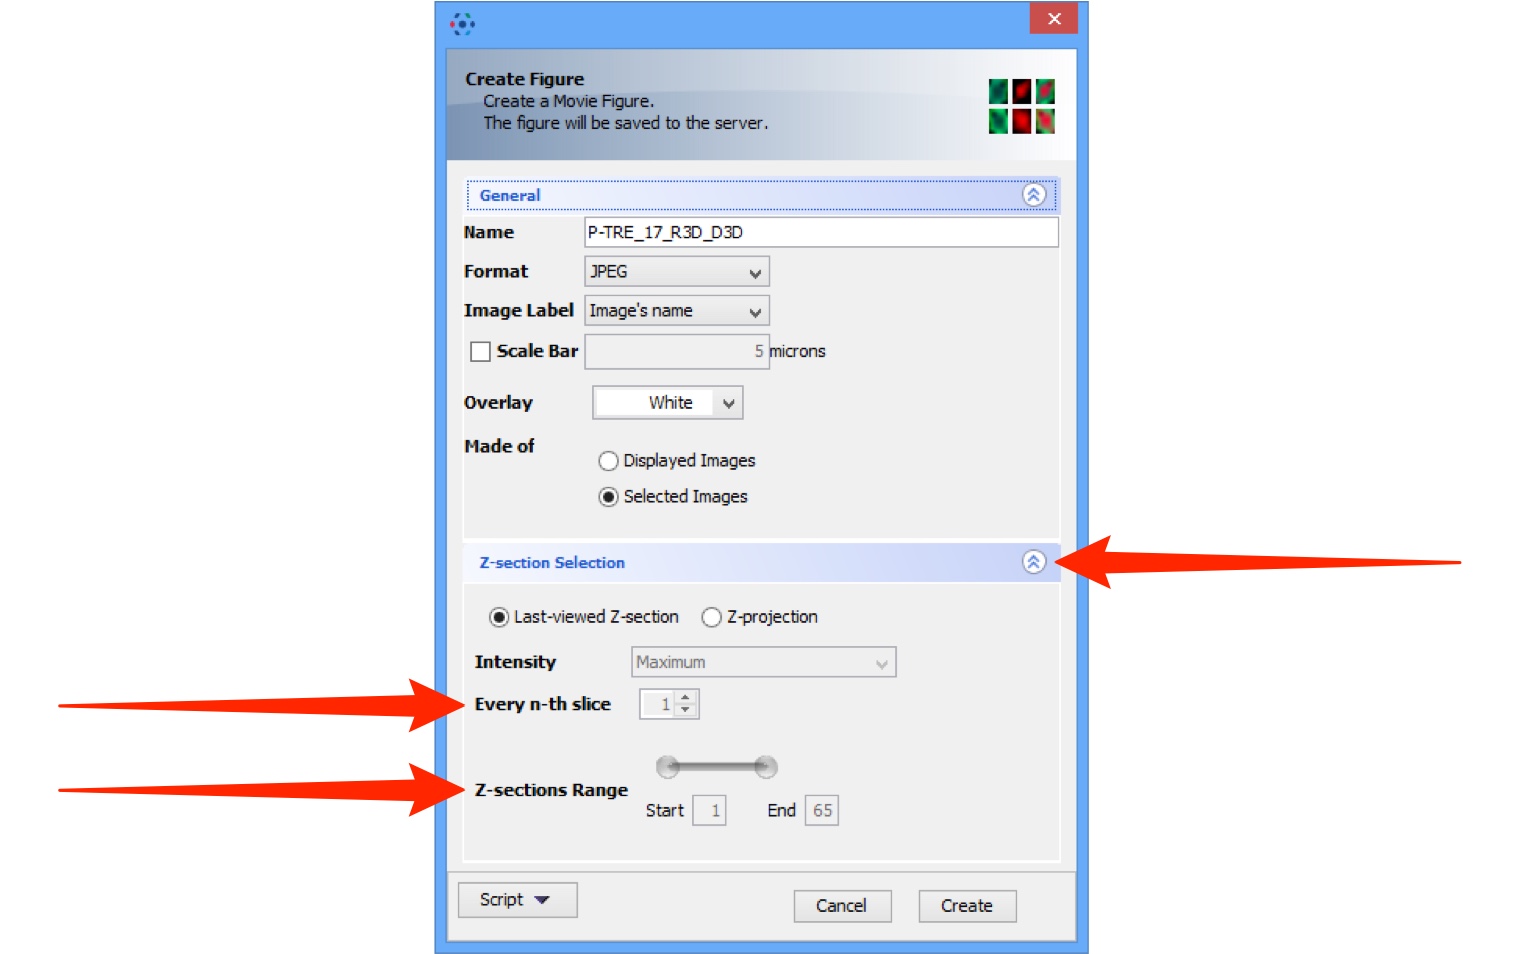 Create Figure
Create a Movie Figure.
The figure will be saved to the server.
General
Name P-TRE_17_R3D_D3D
Format JPEG
Image Label Image's name
Scale Bar 5 microns
Overlay White
Made of
Displayed Images
Selected Images
Z-section Selection
Last-viewed Z-section Z-projection
Intensity Maximum
Every n-th slice 1
Z-sections Range
Start 1 End 65
Script Cancel Create